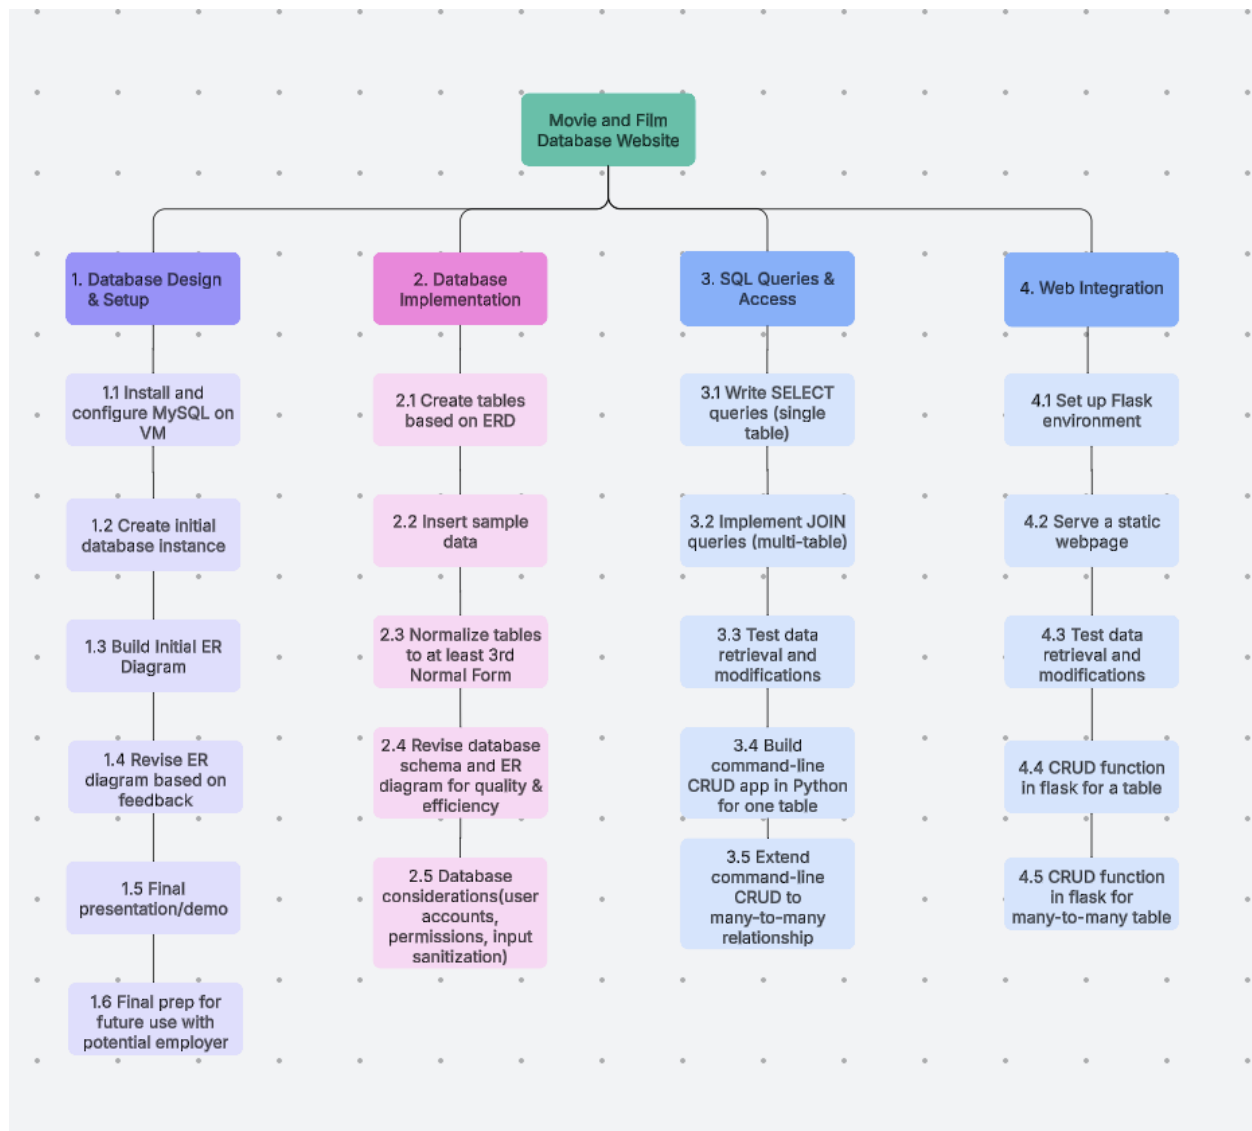 Movie and Film
Database Website
1. Database Design
& Setup
1.1 Install and
configure MySQL on
VM
1.2 Create initial
database instance
1.3 Build Initial ER
Diagram
1.4 Revise ER
diagram based on
feedback
1.5 Final
presentation/demo
1.6 Final prep for
future use with
potential employer
2. Database
Implementation
2.1 Create tables
based on ERD
2.2 Insert sample
data
2.3 Normalize tables
to at least 3rd
Normal Form
2.4 Revise database
schema and ER
diagram for quality &
efficiency
2.5 Database
considerations(user
accounts,
permissions, input
sanitization)
3. SQL Queries &
Access
3.1 Write SELECT
queries (single
table)
3.2 Implement JOIN
queries (multi-table)
3.3 Test data
retrieval and
modifications
3.4 Build
command-line
CRUD app in Python
for one table
3.5 Extend
command-line
CRUD to
many-to-many
relationship
4. Web Integration
4.1 Set up Flask
environment
4.2 Serve a static
webpage
4.3 Test data
retrieval and
modifications
4.4 CRUD function
in flask for a table
4.5 CRUD function
in flask for
many-to-many table